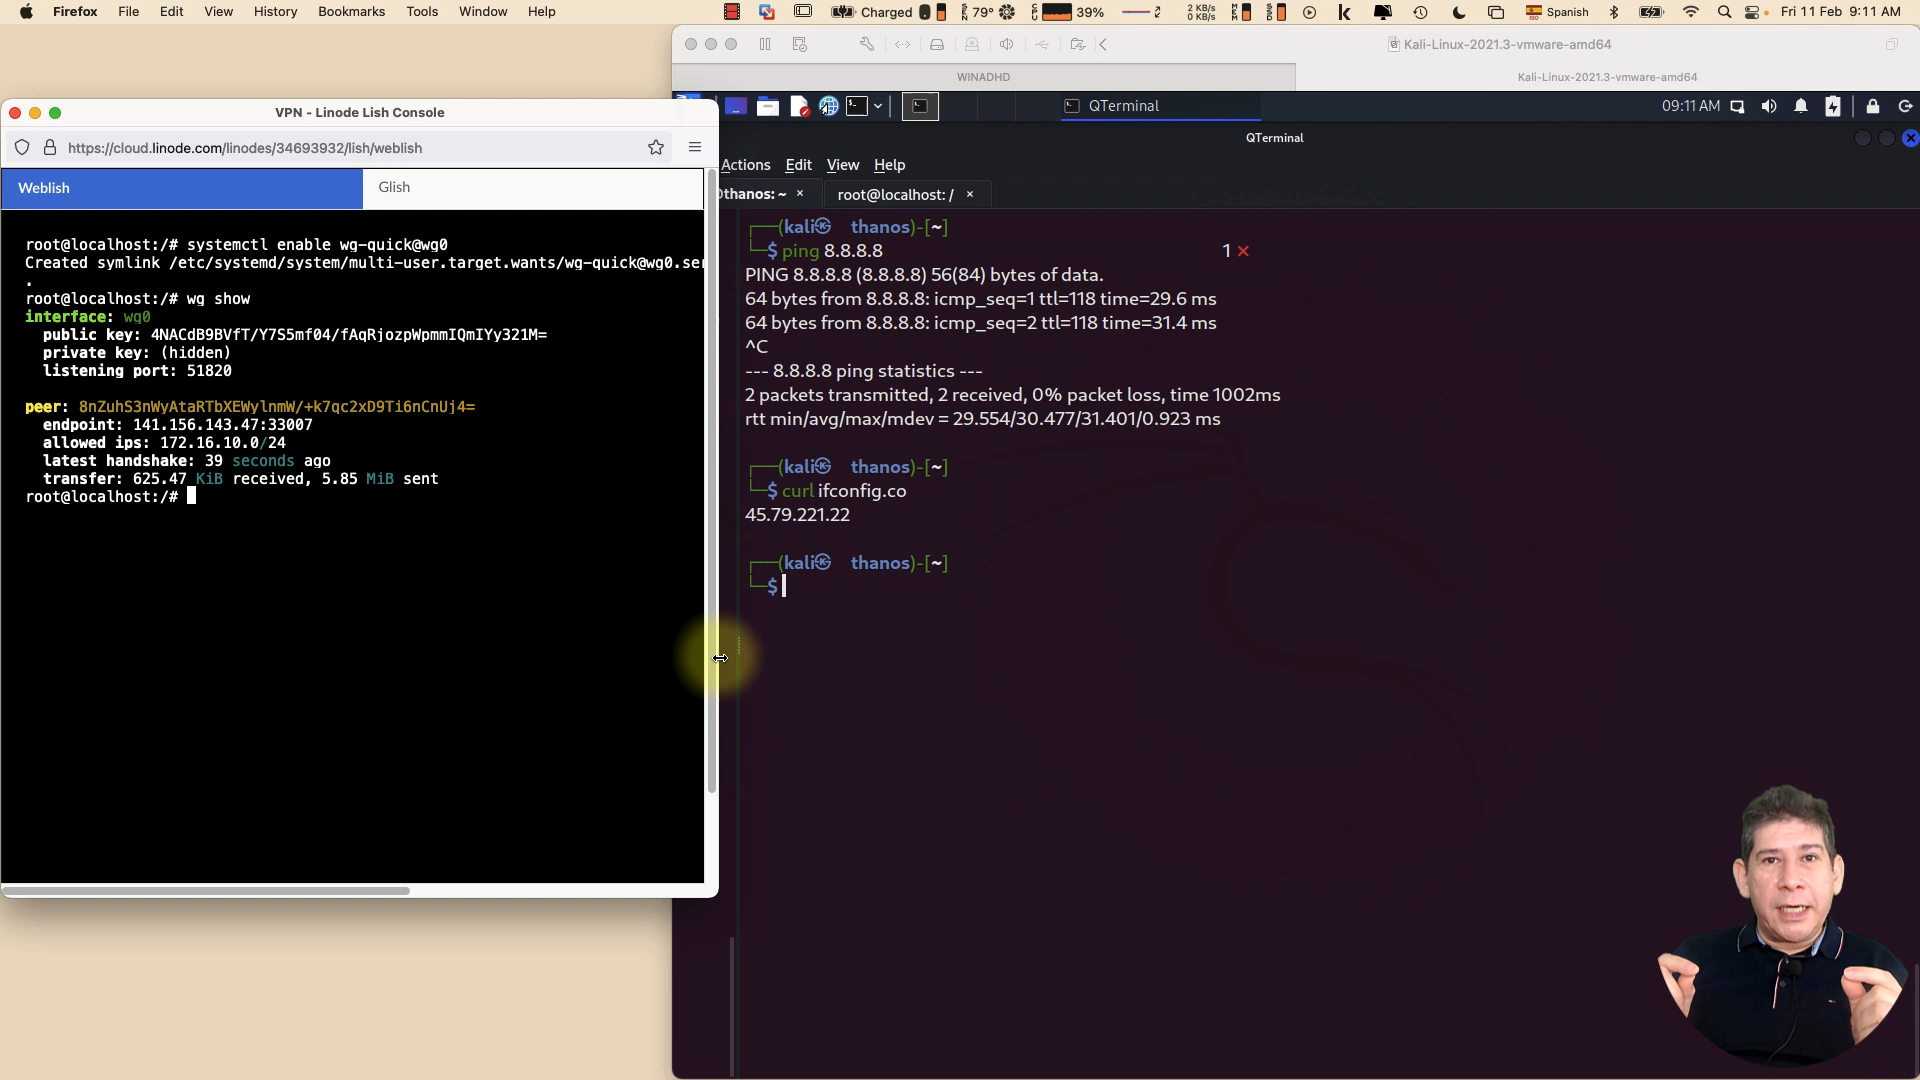 Firefox File Edit View History Bookmarks Tools Window Help
Charged 79° 39% 2 KB/s 0 KB/s Spanish Fri 11 Feb 9:11 AM
Kali-Linux-2021.3-vmware-amd64
WINADHD
Kali-Linux-2021.3-vmware-amd64
VPN - Linode Lish Console
https://cloud.linode.com/linodes/34693932/lish/weblish
Weblish
Glish
root@localhost:/# systemctl enable wg-quick@wg0
Created symlink /etc/systemd/system/multi-user.target.wants/wg-quick@wg0.ser
.
root@localhost:/# wg show
interface: wg0
public key: 4NACdB9BVfT/Y7S5mf04/fAqRjozpWpmmIQmIYy321M=
private key: (hidden)
listening port: 51820
peer: 8nZuhS3nWyAtaRTbXEWylnmW/+k7qc2xD9Ti6nCnUj4=
endpoint: 141.156.143.47:33007
allowed ips: 172.16.10.0/24
latest handshake: 39 seconds ago
transfer: 625.47 KiB received, 5.85 MiB sent
root@localhost:/#
QTerminal
09:11 AM
QTerminal
Actions Edit View Help
thanos: ~ ×
root@localhost: / ×
┌──(kali㉿thanos)-[~]
└─$ ping 8.8.8.8 1 ⨯
PING 8.8.8.8 (8.8.8.8) 56(84) bytes of data.
64 bytes from 8.8.8.8: icmp_seq=1 ttl=118 time=29.6 ms
64 bytes from 8.8.8.8: icmp_seq=2 ttl=118 time=31.4 ms
^C
--- 8.8.8.8 ping statistics ---
2 packets transmitted, 2 received, 0% packet loss, time 1002ms
rtt min/avg/max/mdev = 29.554/30.477/31.401/0.923 ms
┌──(kali㉿thanos)-[~]
└─$ curl ifconfig.co
45.79.221.22
┌──(kali㉿thanos)-[~]
└─$